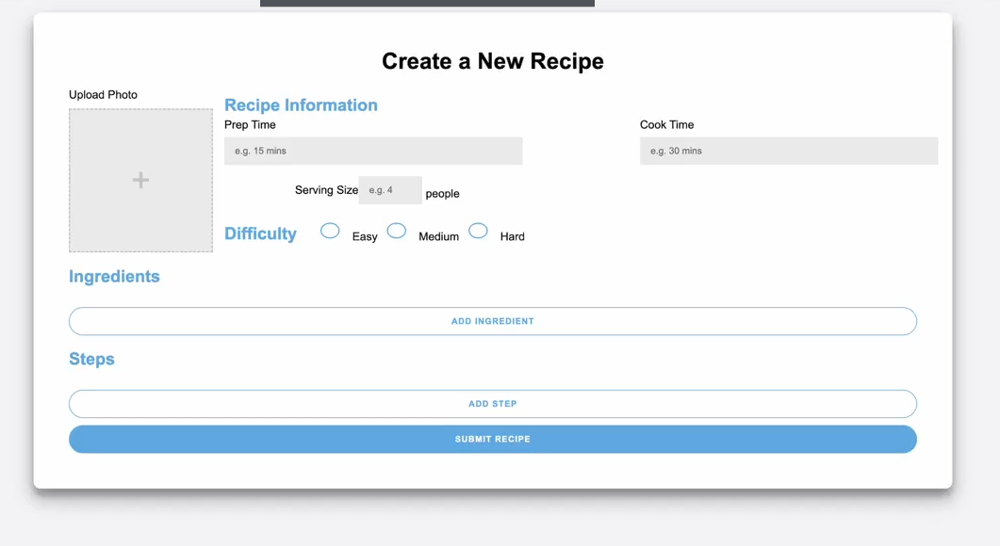 Create a New Recipe
Upload Photo
+
Recipe Information
Prep Time
Cook Time
e.g. 15 mins
e.g. 30 mins
Serving Size e.g. 4 people
Difficulty Easy Medium Hard
Ingredients
ADD INGREDIENT
Steps
ADD STEP
SUBMIT RECIPE